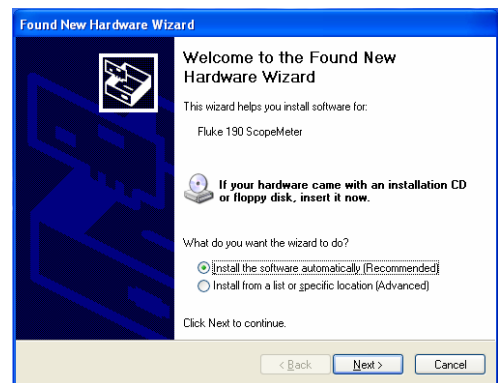 Found New Hardware Wizard
Welcome to the Found New
Hardware Wizard
This wizard helps you install software for:
Fluke 190 ScopeMeter
If your hardware came with an installation CD
or floppy disk, insert it now.
What do you want the wizard to do?
Install the software automatically (Recommended)
Install from a list or specific location (Advanced)
Click Next to continue.
< Back Next > Cancel